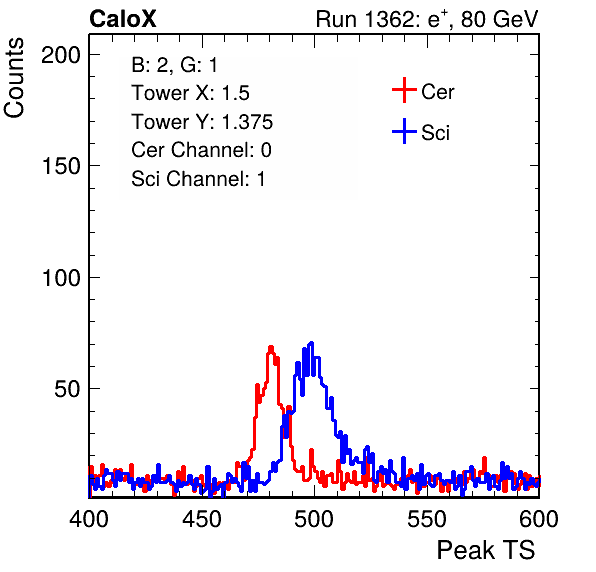 CaloX Run 1362: e⁺, 80 GeV
Counts
200
150
100
50
B: 2, G: 1
Tower X: 1.5
Tower Y: 1.375
Cer Channel: 0
Sci Channel: 1
Cer
Sci
400 450 500 550 600
Peak TS